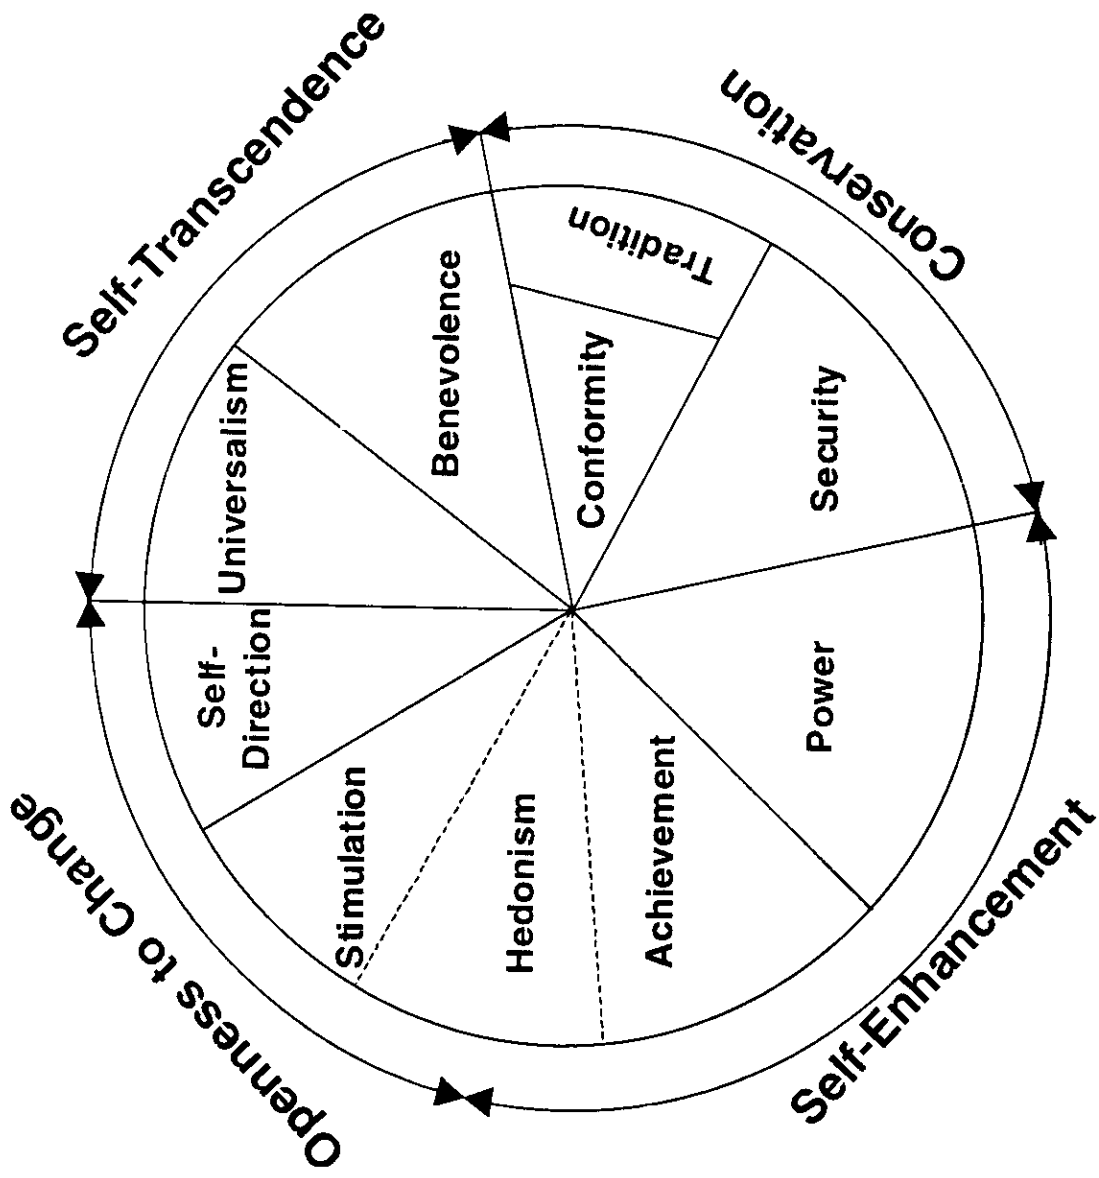 Openness to Change
Self-Transcendence
Self-
Direction
Universalism
Stimulation
Benevolence
Hedonism
Conformity
Tradition
Achievement
Security
Power
Conservation
Self-Enhancement